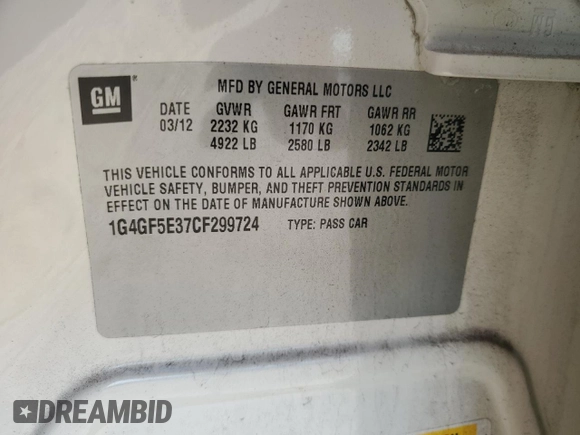 GM®
MFD BY GENERAL MOTORS LLC
DATE GVWR GAWR FRT GAWR RR
03/12 2232 KG 1170 KG 1062 KG
4922 LB 2580 LB 2342 LB
THIS VEHICLE CONFORMS TO ALL APPLICABLE U.S. FEDERAL MOTOR
VEHICLE SAFETY, BUMPER, AND THEFT PREVENTION STANDARDS IN
EFFECT ON THE DATE OF MANUFACTURE SHOWN ABOVE.
1G4GF5E37CF299724 TYPE: PASS CAR
DREAMBID